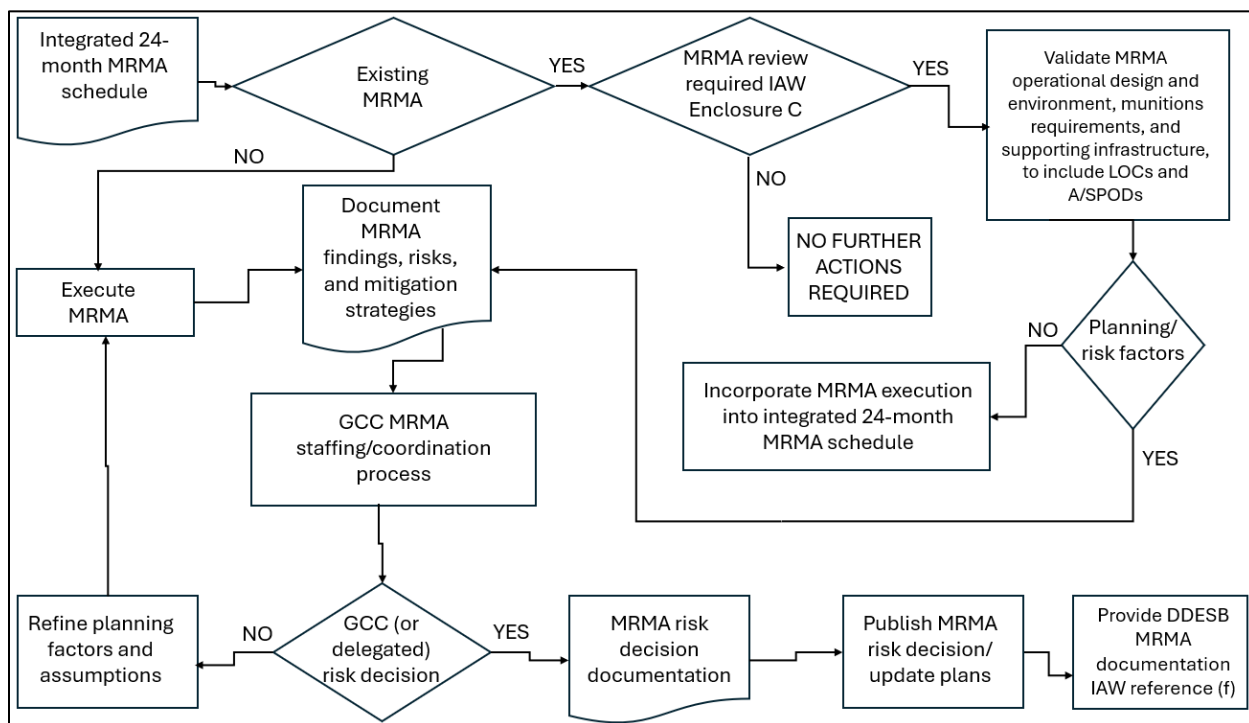 Integrated 24-
month MRMA
schedule
Existing
MRMA
YES
MRMA review
required IAW
Enclosure C
YES
Validate MRMA
operational design and
environment, munitions
requirements, and
supporting infrastructure,
to include LOCs and
A/SPODs
NO
NO
Document
MRMA
findings, risks,
and mitigation
strategies
NO FURTHER
ACTIONS
REQUIRED
Execute
MRMA
Planning/
risk factors
NO
Incorporate MRMA execution
into integrated 24-month
MRMA schedule
YES
GCC MRMA
staffing/coordination
process
Refine planning
factors and
assumptions
NO
GCC (or
delegated)
risk decision
YES
MRMA risk
decision
documentation
Publish MRMA
risk decision/
update plans
Provide DDESB
MRMA
documentation
IAW reference (f)